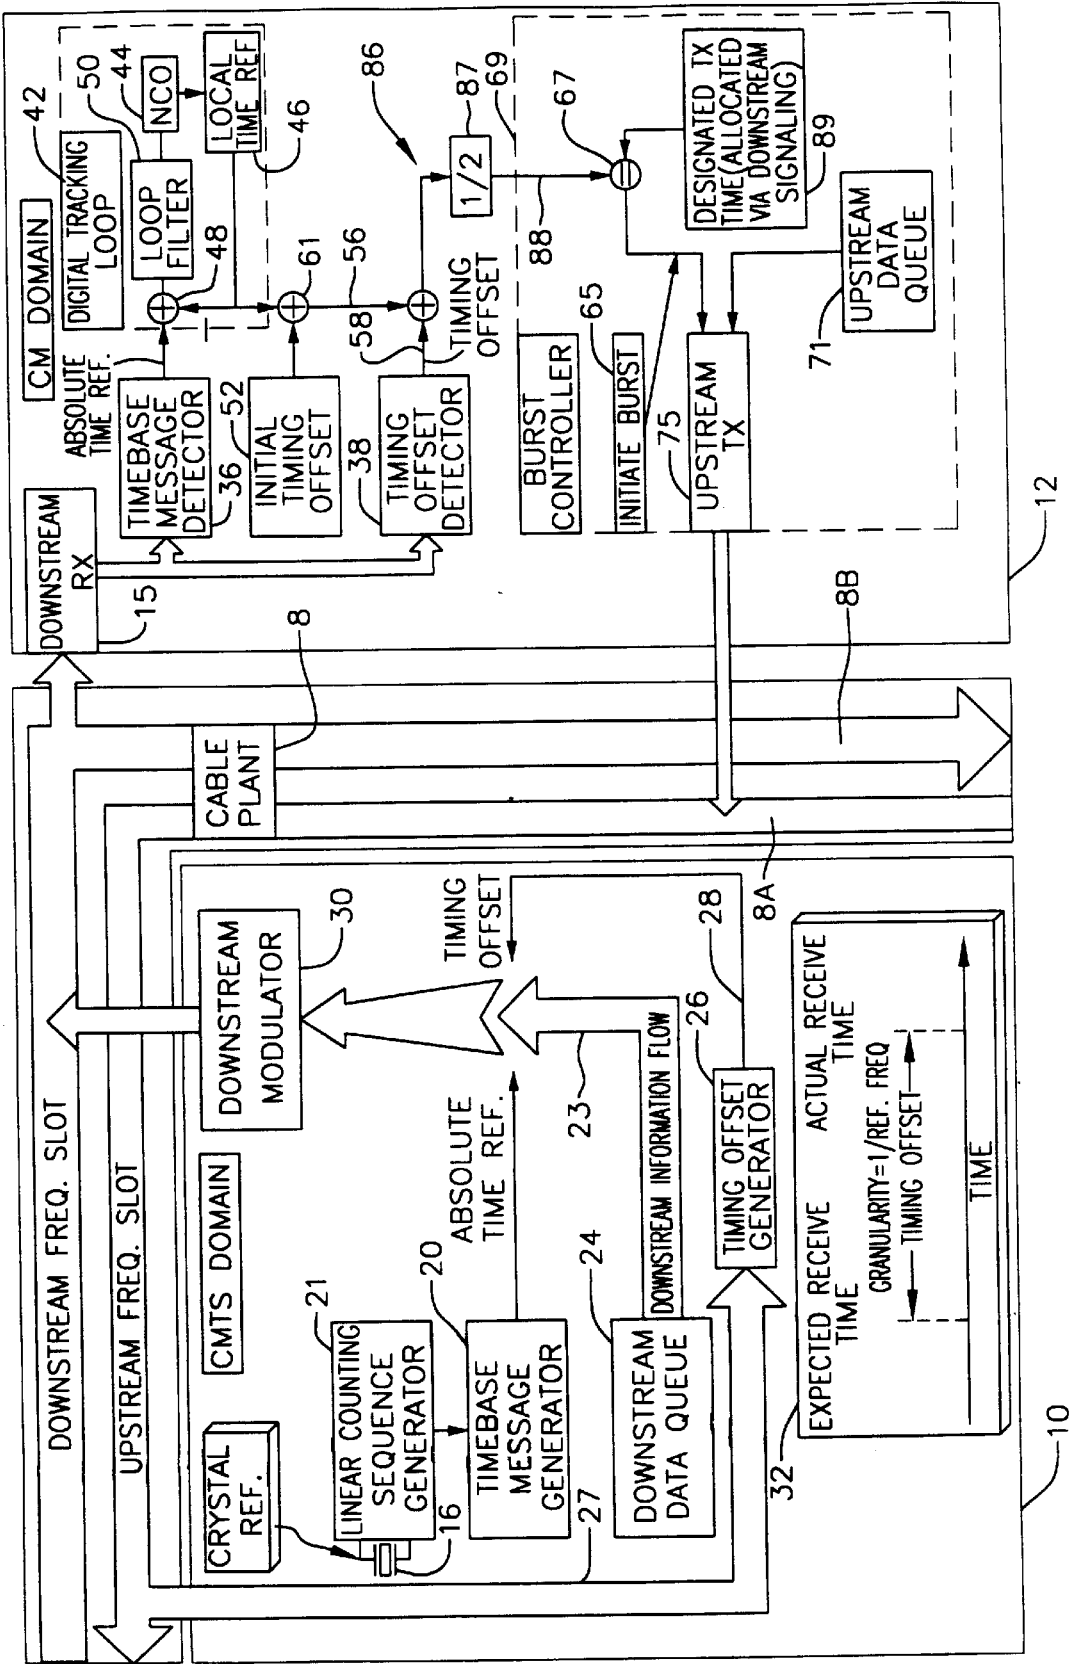 DOWNSTREAM FREQ. SLOT
UPSTREAM FREQ. SLOT
CMTS DOMAIN
CRYSTAL
REF.
21
LINEAR COUNTING
SEQUENCE
GENERATOR
16
20
TIMEBASE
MESSAGE
GENERATOR
ABSOLUTE
TIME REF.
24
DOWNSTREAM
DATA QUEUE
27
DOWNSTREAM INFORMATION FLOW
23
DOWNSTREAM
MODULATOR
30
TIMING
OFFSET
26
TIMING OFFSET
GENERATOR
28
32
EXPECTED RECEIVE
TIME
ACTUAL RECEIVE
TIME
GRANULARITY=1/REF. FREQ
TIMING OFFSET
TIME
10
CABLE
PLANT
8
8A
8B
DOWNSTREAM
RX
15
CM DOMAIN
42
DIGITAL TRACKING
LOOP
50
LOOP
FILTER
44
NCO
LOCAL
TIME REF
46
48
ABSOLUTE
TIME REF.
TIMEBASE
MESSAGE
DETECTOR
36
52
INITIAL
TIMING
OFFSET
61
56
38
TIMING
OFFSET
DETECTOR
58
TIMING
OFFSET
86
1/2
87
88
69
67
BURST
CONTROLLER
65
INITIATE BURST
75
UPSTREAM
TX
DESIGNATED TX
TIME(ALLOCATED
VIA DOWNSTREAM
SIGNALING)
89
71
UPSTREAM
DATA
QUEUE
12